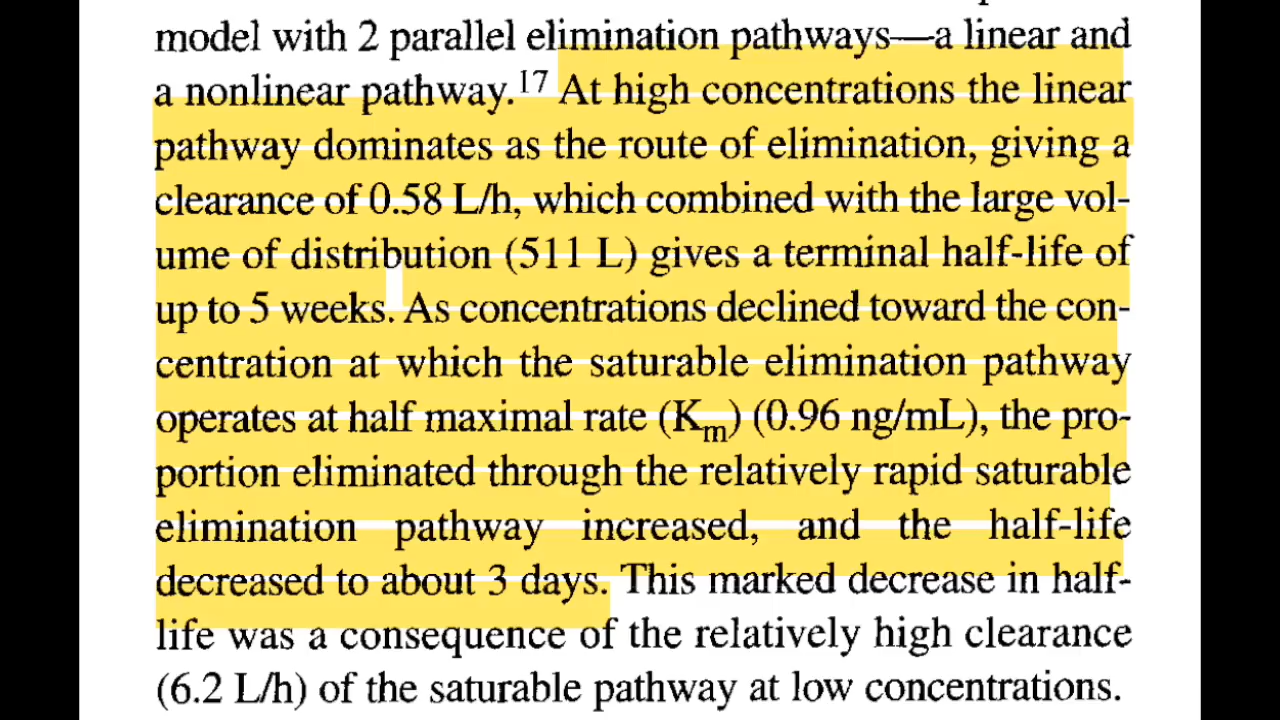 model with 2 parallel elimination pathways—a linear and
a nonlinear pathway.17 At high concentrations the linear
pathway dominates as the route of elimination, giving a
clearance of 0.58 L/h, which combined with the large vol-
ume of distribution (511 L) gives a terminal half-life of
up to 5 weeks. As concentrations declined toward the con-
centration at which the saturable elimination pathway
operates at half maximal rate (Km) (0.96 ng/mL), the pro-
portion eliminated through the relatively rapid saturable
elimination pathway increased, and the half-life
decreased to about 3 days. This marked decrease in half-
life was a consequence of the relatively high clearance
(6.2 L/h) of the saturable pathway at low concentrations.